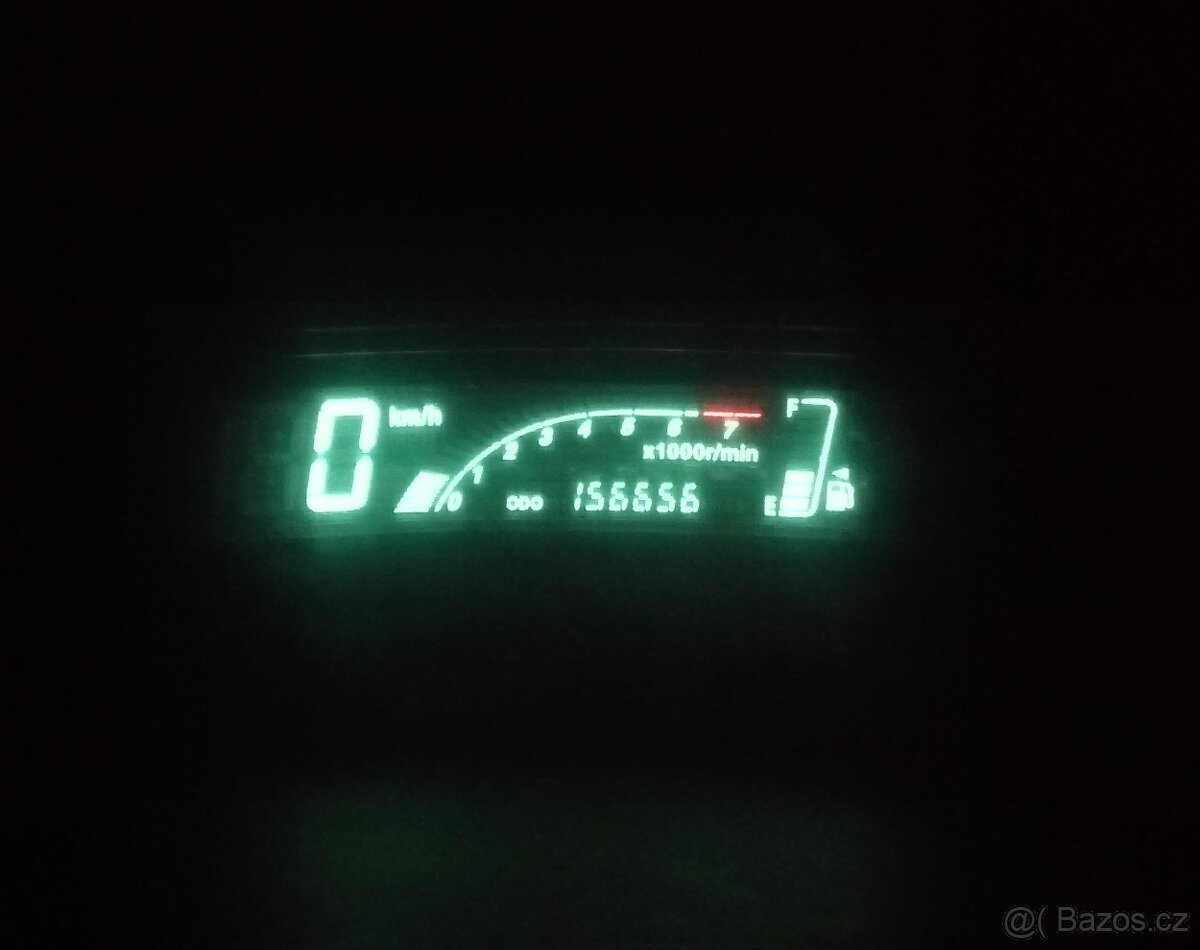 0 km/h
0 1 2 3 4 5 6 7
x1000r/min
ODO 156656
F
E
@( Bazos.cz